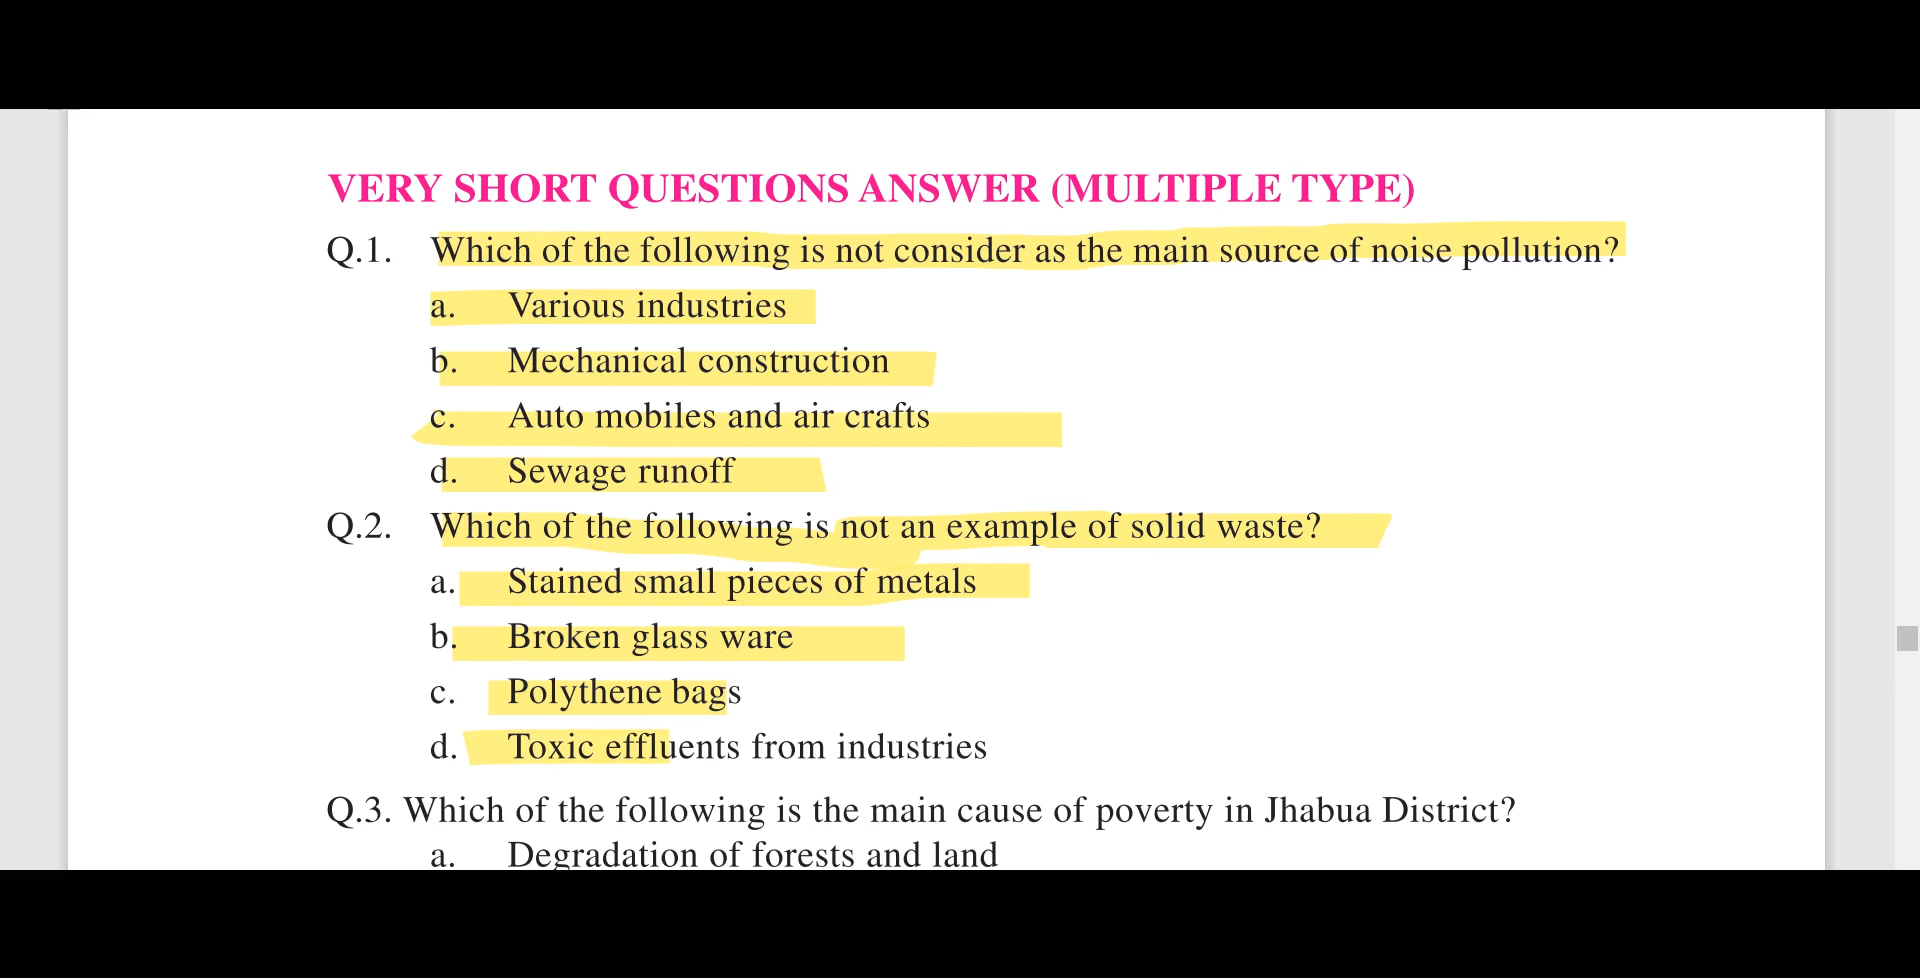 VERY SHORT QUESTIONS ANSWER (MULTIPLE TYPE)
Q.1. Which of the following is not consider as the main source of noise pollution?
a. Various industries
b. Mechanical construction
c. Auto mobiles and air crafts
d. Sewage runoff
Q.2. Which of the following is not an example of solid waste?
a. Stained small pieces of metals
b. Broken glass ware
c. Polythene bags
d. Toxic effluents from industries
Q.3. Which of the following is the main cause of poverty in Jhabua District?
a. Degradation of forests and land